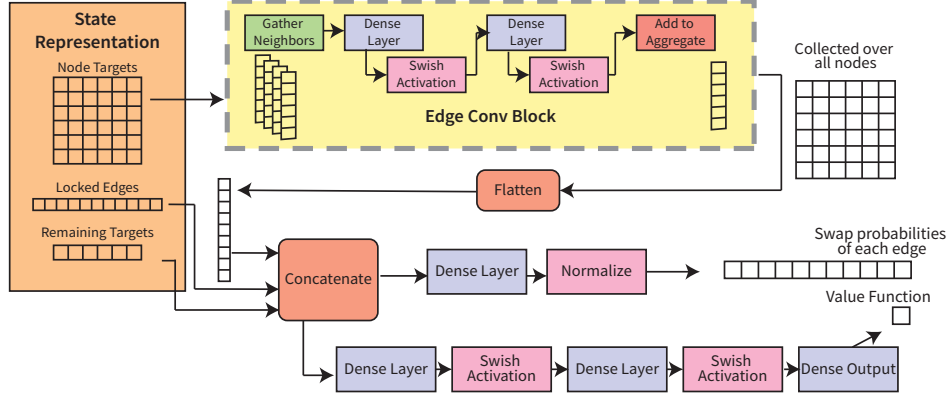 State
Representation
Node Targets
Locked Edges
Remaining Targets
Gather
Neighbors
Dense
Layer
Swish
Activation
Dense
Layer
Swish
Activation
Add to
Aggregate
Edge Conv Block
Collected over
all nodes
Flatten
Concatenate
Dense Layer
Normalize
Swap probabilities
of each edge
Value Function
Dense Layer
Swish
Activation
Dense Layer
Swish
Activation
Dense Output